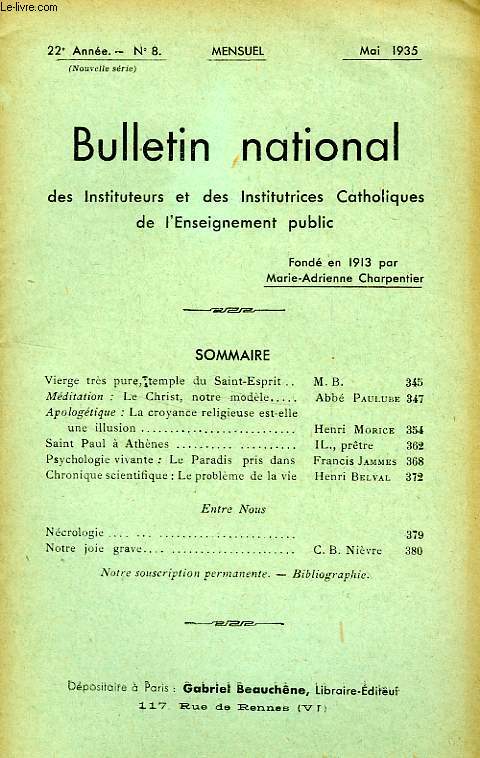 Le-livre.com
22e Année. — N° 8. MENSUEL Mai 1935
(Nouvelle série)
Bulletin national
des Instituteurs et des Institutrices Catholiques
de l'Enseignement public
Fondé en 1913 par
Marie-Adrienne Charpentier
SOMMAIRE
Vierge très pure, temple du Saint-Esprit .. M. B. 345
Méditation : Le Christ, notre modèle..... Abbé PAULUBE 347
Apologétique : La croyance religieuse est-elle
une illusion .......................... Henri MORICE 354
Saint Paul à Athènes .......... .......... IL., prêtre 362
Psychologie vivante : Le Paradis pris dans Francis JAMMES 368
Chronique scientifique : Le problème de la vie Henri BELVAL 372
Entre Nous
Nécrologie .... ... ........................ 379
Notre joie grave.... ..................... C. B. Nièvre 380
Notre souscription permanente. — Bibliographie.
Dépositaire à Paris : Gabriel Beauchêne, Libraire-Éditeur
117, Rue de Rennes (VI)